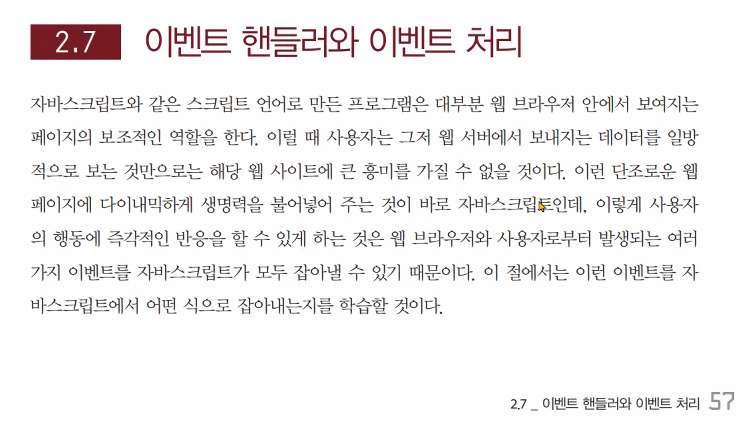 2.7 이벤트 핸들러와 이벤트 처리
자바스크립트와 같은 스크립트 언어로 만든 프로그램은 대부분 웹 브라우저 안에서 보여지는
페이지의 보조적인 역할을 한다. 이럴 때 사용자는 그저 웹 서버에서 보내지는 데이터를 일방
적으로 보는 것만으로는 해당 웹 사이트에 큰 흥미를 가질 수 없을 것이다. 이런 단조로운 웹
페이지에 다이내믹하게 생명력을 불어넣어 주는 것이 바로 자바스크립트인데, 이렇게 사용자
의 행동에 즉각적인 반응을 할 수 있게 하는 것은 웹 브라우저와 사용자로부터 발생되는 여러
가지 이벤트를 자바스크립트가 모두 잡아낼 수 있기 때문이다. 이 절에서는 이런 이벤트를 자
바스크립트에서 어떤 식으로 잡아내는지를 학습할 것이다.
2.7 _ 이벤트 핸들러와 이벤트 처리 57